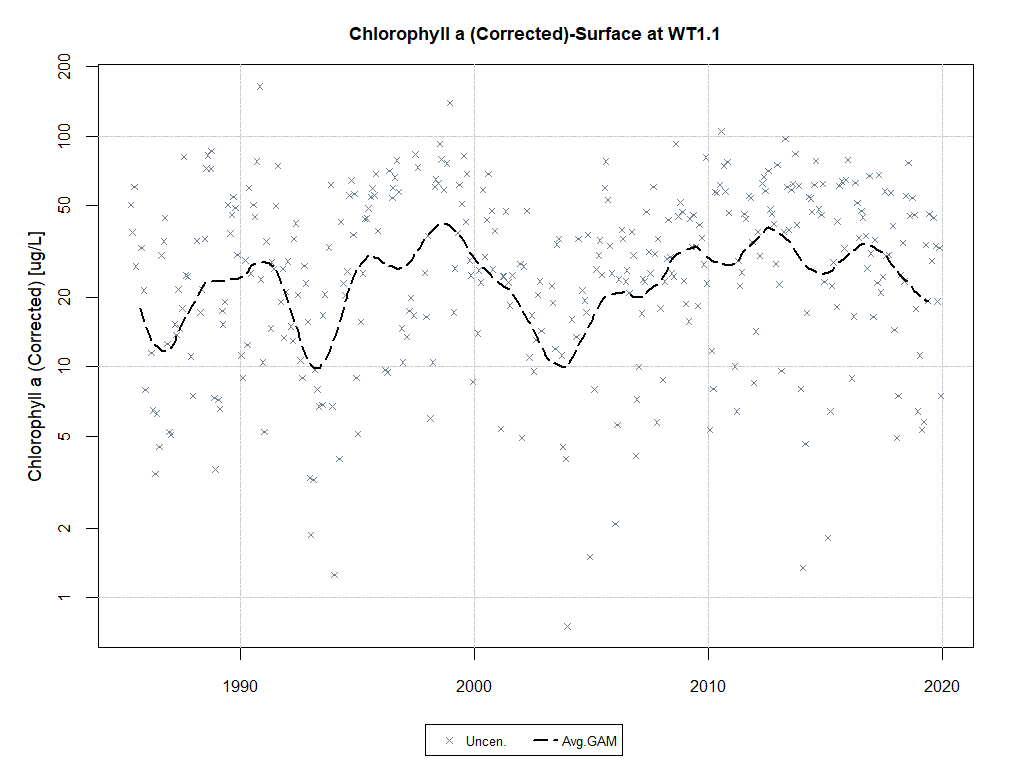 Chlorophyll a (Corrected)-Surface at WT1.1
Chlorophyll a (Corrected) [ug/L]
200
100
50
20
10
5
2
1
1990 2000 2010 2020
Uncen. Avg.GAM